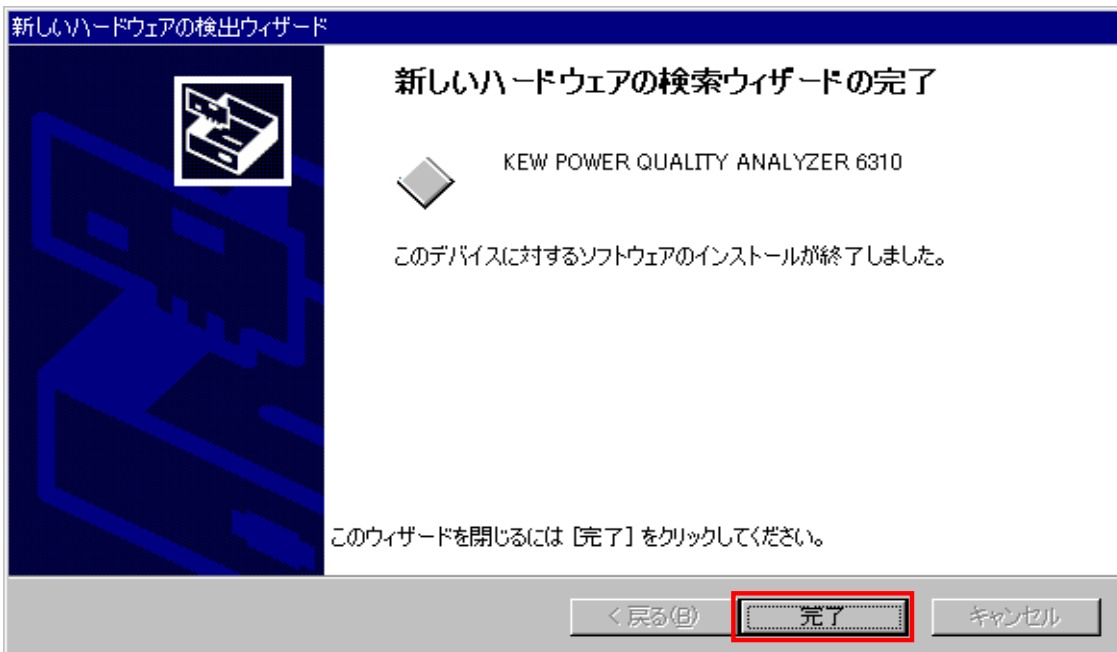 新しいハードウェアの検出ウィザード
新しいハードウェアの検索ウィザードの完了
KEW POWER QUALITY ANALYZER 6310
このデバイスに対するソフトウェアのインストールが終了しました。
このウィザードを閉じるには [完了] をクリックしてください。
< 戻る(B) 完了 キャンセル